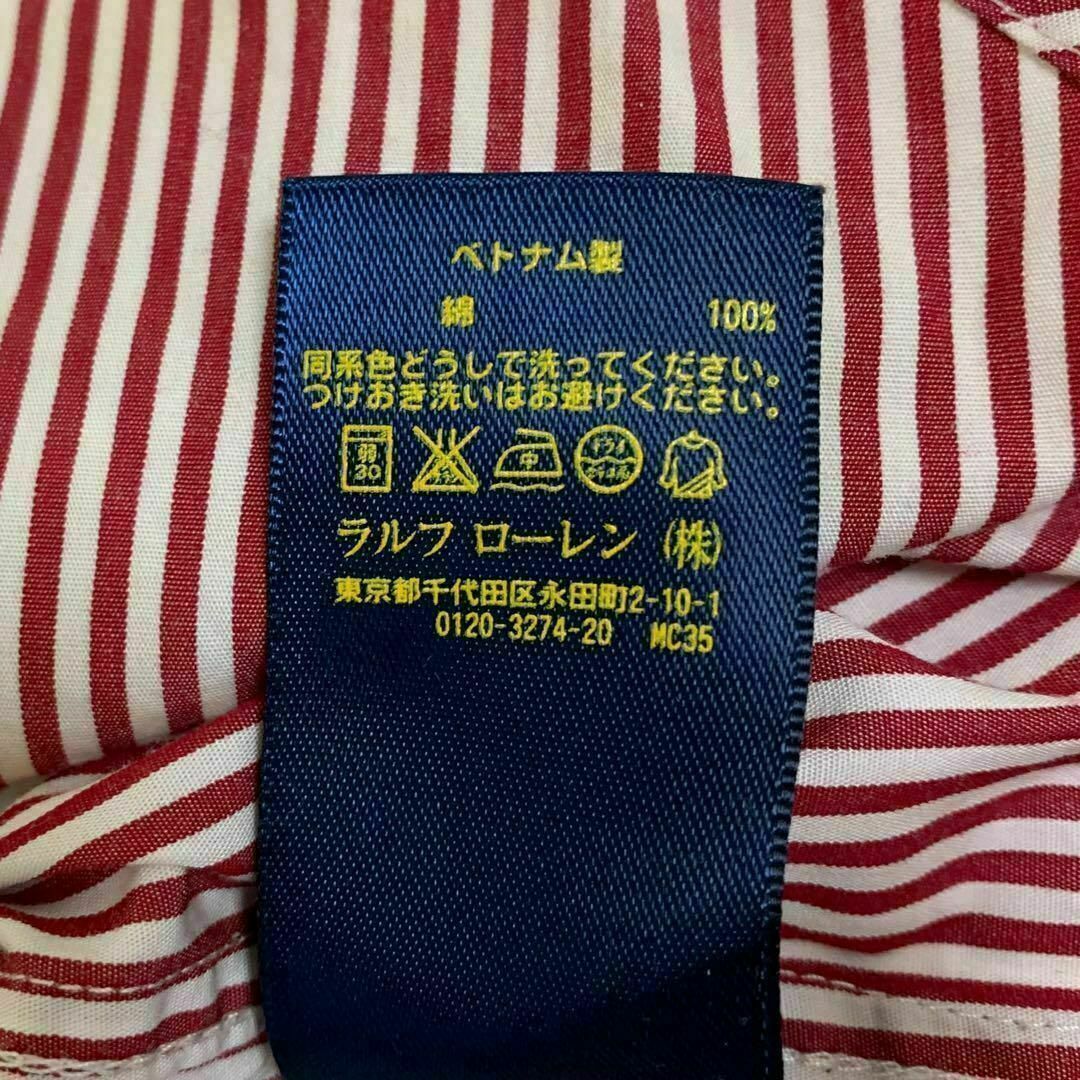 ベトナム製
綿 100%
同系色どうしで洗ってください。
つけおき洗いはお避けください。
弱 30 中
ラルフ ローレン (株)
東京都千代田区永田町2-10-1
0120-3274-20 MC35